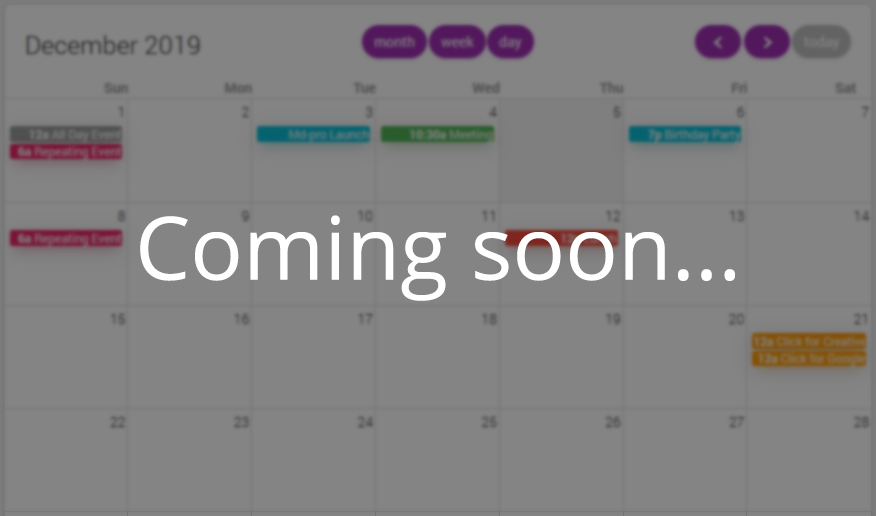 December 2019
month week day
today
Sun Mon Tue Wed Thu Fri Sat
1 2 3 4 5 6 7
12a All Day Event
Md-pro Launch
10:30a Meeting
7p Birthday Party
6a Repeating Event
8 9 10 11 12 13 14
6a Repeating Event
Coming soon...
15 16 17 18 19 20 21
12a Click for Creative
12a Click for Google
22 23 24 25 26 27 28